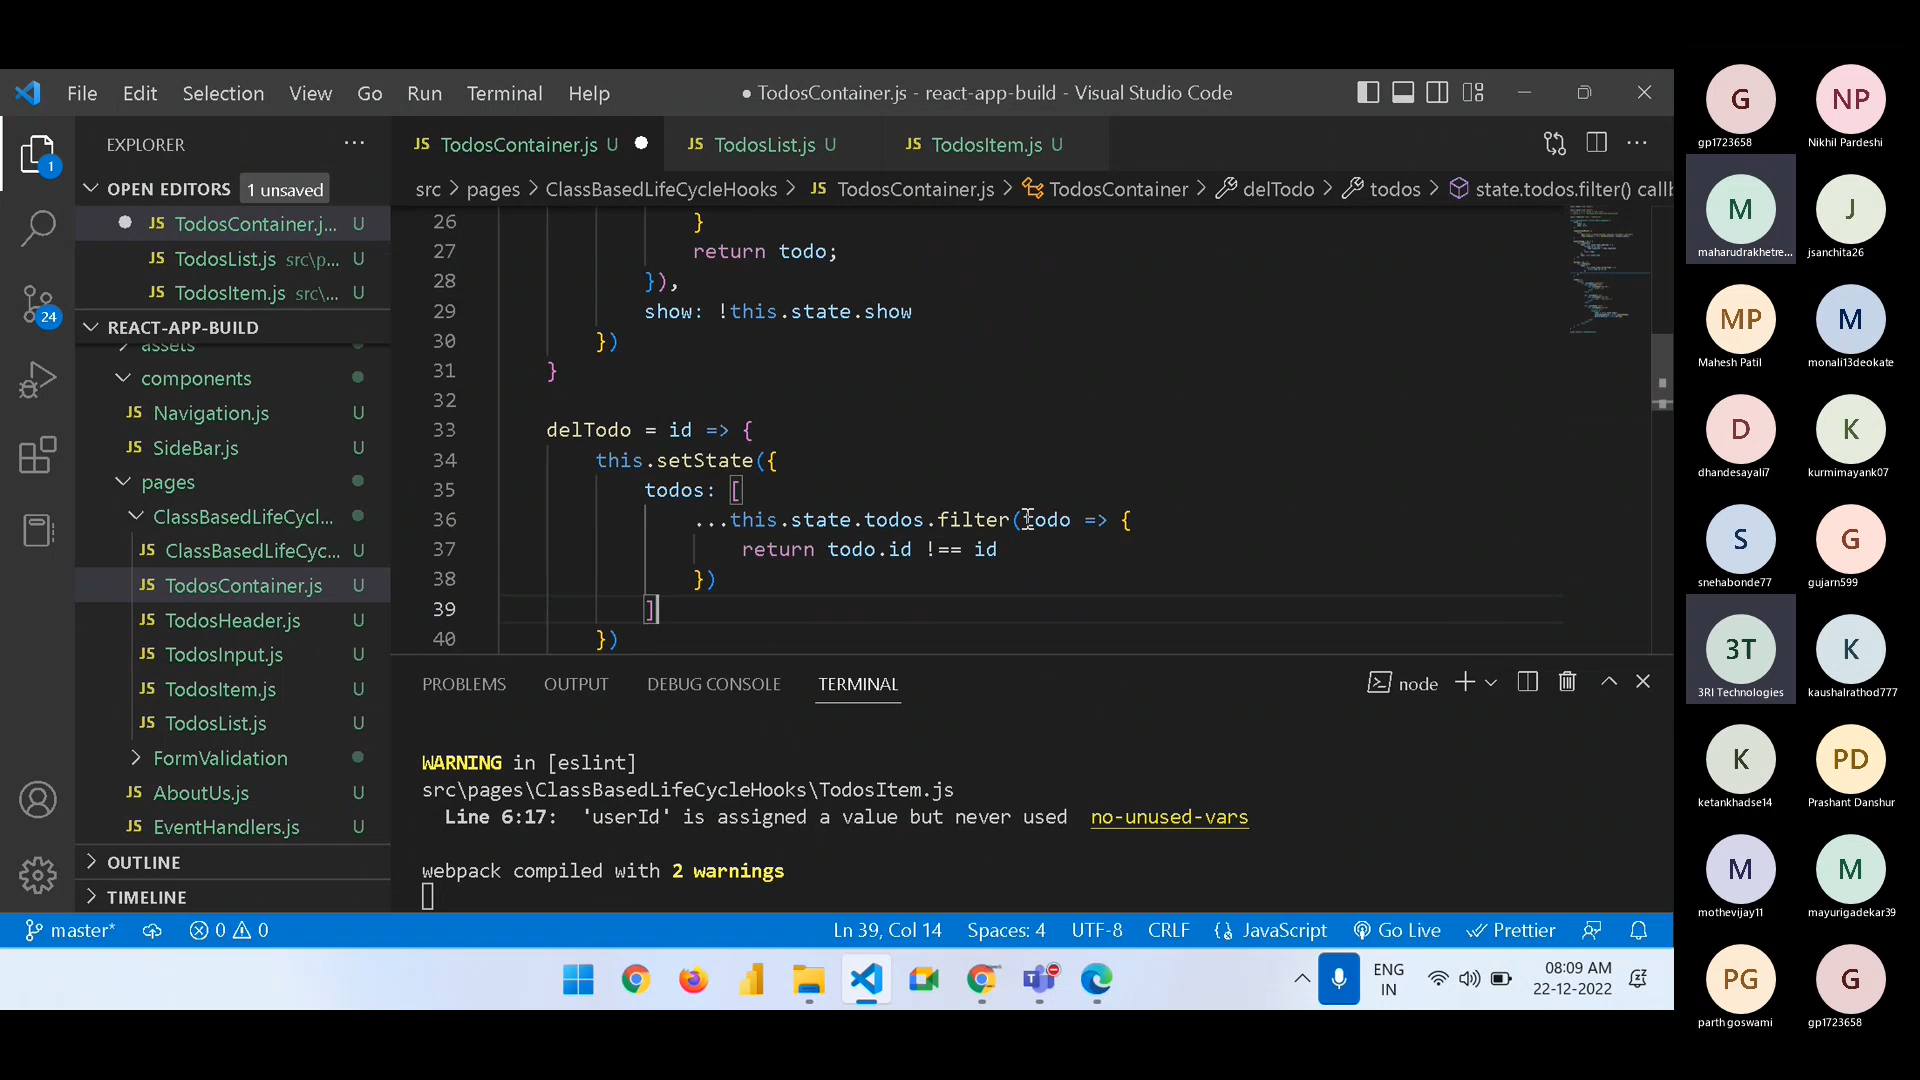 File Edit Selection View Go Run Terminal Help
● TodosContainer.js - react-app-build - Visual Studio Code
EXPLORER
OPEN EDITORS 1 unsaved
JS TodosContainer.j... U
JS TodosList.js src\p... U
JS TodosItem.js src\... U
REACT-APP-BUILD
assets
components
JS Navigation.js U
JS SideBar.js U
pages
ClassBasedLifeCycl...
JS ClassBasedLifeCyc... U
JS TodosContainer.js U
JS TodosHeader.js U
JS TodosInput.js U
JS TodosItem.js U
JS TodosList.js U
FormValidation
JS AboutUs.js U
JS EventHandlers.js U
OUTLINE
TIMELINE
1
24
JS TodosContainer.js U
JS TodosList.js U
JS TodosItem.js U
src > pages > ClassBasedLifeCycleHooks > JS TodosContainer.js > TodosContainer > delTodo > todos > state.todos.filter() callb
26 }
27 return todo;
28 }),
29 show: !this.state.show
30 })
31 }
32
33 delTodo = id => {
34 this.setState({
35 todos: [
36 ...this.state.todos.filter(todo => {
37 return todo.id !== id
38 })
39 ]
40 })
PROBLEMS OUTPUT DEBUG CONSOLE TERMINAL
node
WARNING in [eslint]
src\pages\ClassBasedLifeCycleHooks\TodosItem.js
Line 6:17: 'userId' is assigned a value but never used no-unused-vars
webpack compiled with 2 warnings
master* 0 0
Ln 39, Col 14 Spaces: 4 UTF-8 CRLF JavaScript Go Live Prettier
ENG
IN
08:09 AM
22-12-2022
G
gp1723658
NP
Nikhil Pardeshi
M
maharudrakhetre...
J
jsanchita26
MP
Mahesh Patil
M
monali13deokate
D
dhandesayali7
K
kurmimayank07
S
snehabonde77
G
gujarn599
3T
3RI Technologies
K
kaushalrathod777
K
ketankhadse14
PD
Prashant Danshur
M
mothevijay11
M
mayurigadekar39
PG
parth goswami
G
gp1723658